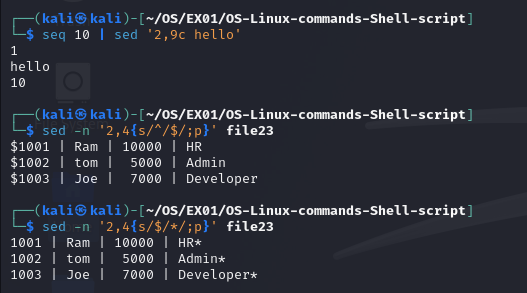 ┌──(kali㉿kali)-[~/OS/EX01/OS-Linux-commands-Shell-script]
└─$ seq 10 | sed '2,9c hello'
1
hello
10
┌──(kali㉿kali)-[~/OS/EX01/OS-Linux-commands-Shell-script]
└─$ sed -n '2,4{s/^/$/;p}' file23
$1001 | Ram | 10000 | HR
$1002 | tom |  5000 | Admin
$1003 | Joe |  7000 | Developer
┌──(kali㉿kali)-[~/OS/EX01/OS-Linux-commands-Shell-script]
└─$ sed -n '2,4{s/$/*/;p}' file23
1001 | Ram | 10000 | HR*
1002 | tom |  5000 | Admin*
1003 | Joe |  7000 | Developer*